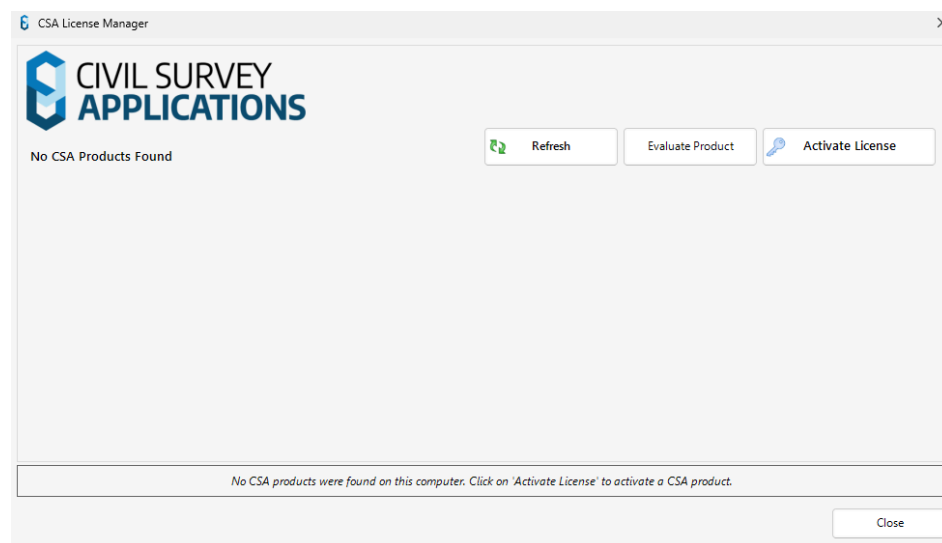 CSA License Manager
CIVIL SURVEY
APPLICATIONS
No CSA Products Found
Refresh
Evaluate Product
Activate License
No CSA products were found on this computer. Click on 'Activate License' to activate a CSA product.
Close